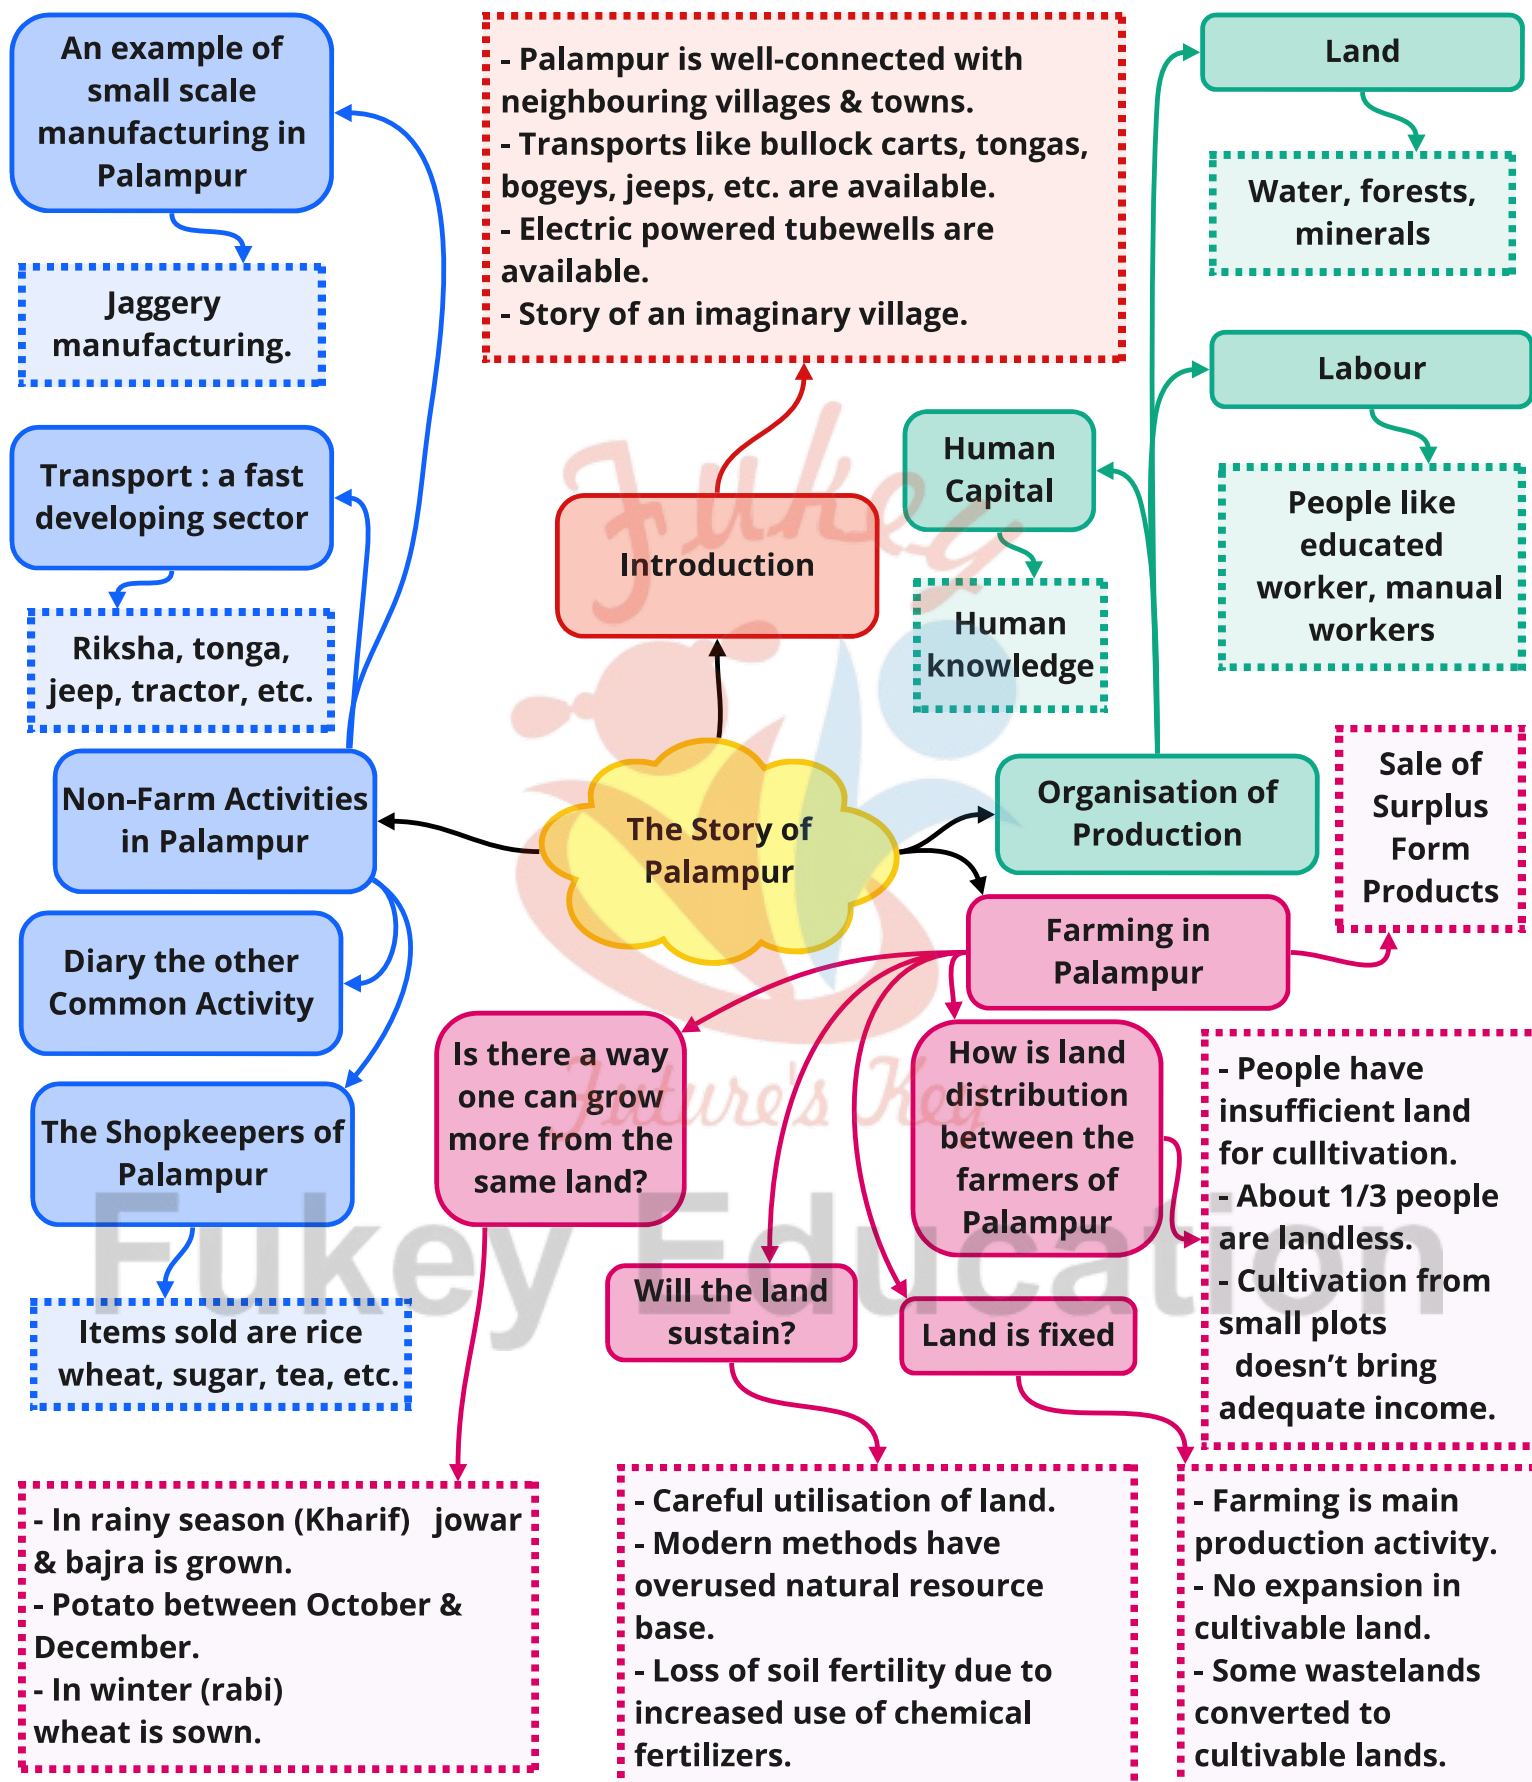 An example of
small scale
manufacturing in
Palampur
Jaggery
manufacturing.
Transport : a fast
developing sector
Riksha, tonga,
jeep, tractor, etc.
Non-Farm Activities
in Palampur
Diary the other
Common Activity
The Shopkeepers of
Palampur
Items sold are rice
wheat, sugar, tea, etc.
- Palampur is well-connected with
neighbouring villages & towns.
- Transports like bullock carts, tongas,
bogeys, jeeps, etc. are available.
- Electric powered tubewells are
available.
- Story of an imaginary village.
Introduction
The Story of
Palampur
Land
Water, forests,
minerals
Labour
People like
educated
worker, manual
workers
Human
Capital
Human
knowledge
Organisation of
Production
Sale of
Surplus
Form
Products
Farming in
Palampur
Is there a way
one can grow
more from the
same land?
How is land
distribution
between the
farmers of
Palampur
- People have
insufficient land
for culltivation.
- About 1/3 people
are landless.
- Cultivation from
small plots
doesn't bring
adequate income.
Will the land
sustain?
Land is fixed
- In rainy season (Kharif) jowar
& bajra is grown.
- Potato between October &
December.
- In winter (rabi)
wheat is sown.
- Careful utilisation of land.
- Modern methods have
overused natural resource
base.
- Loss of soil fertility due to
increased use of chemical
fertilizers.
- Farming is main
production activity.
- No expansion in
cultivable land.
- Some wastelands
converted to
cultivable lands.
Fukey
Future's Key
Fukey Education